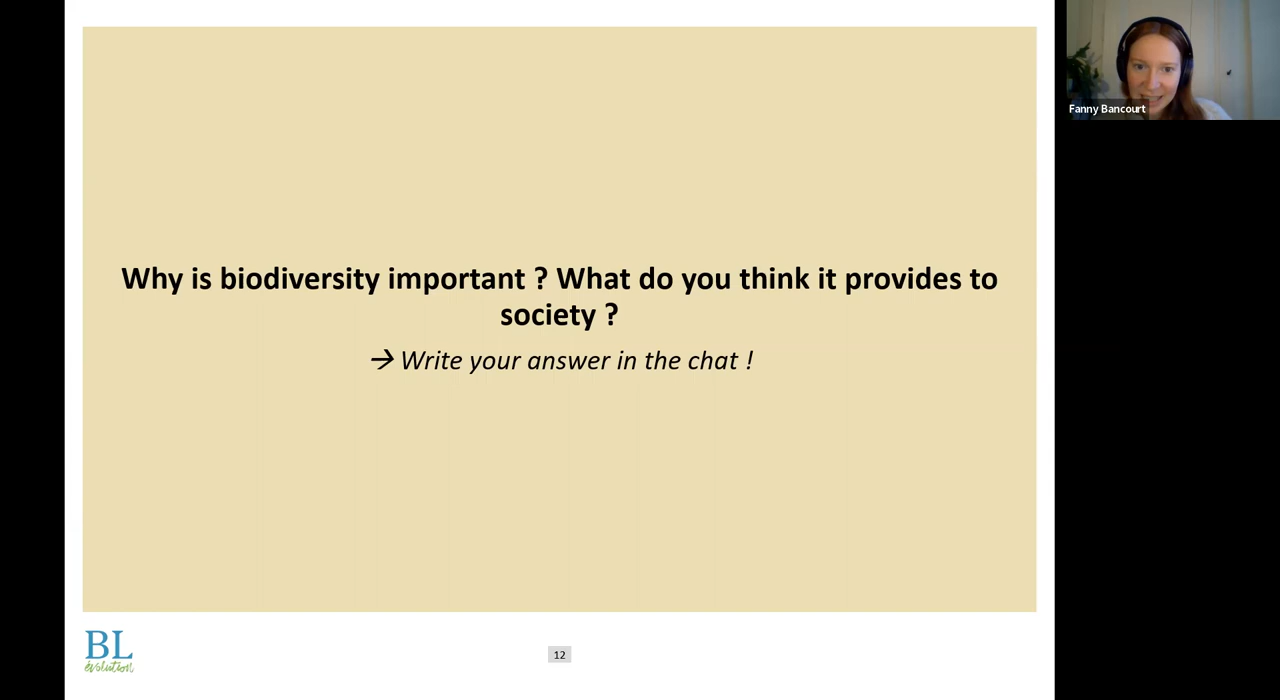 Why is biodiversity important ? What do you think it provides to
society ?
→ Write your answer in the chat !
Fanny Bancourt
BL
évolution
12